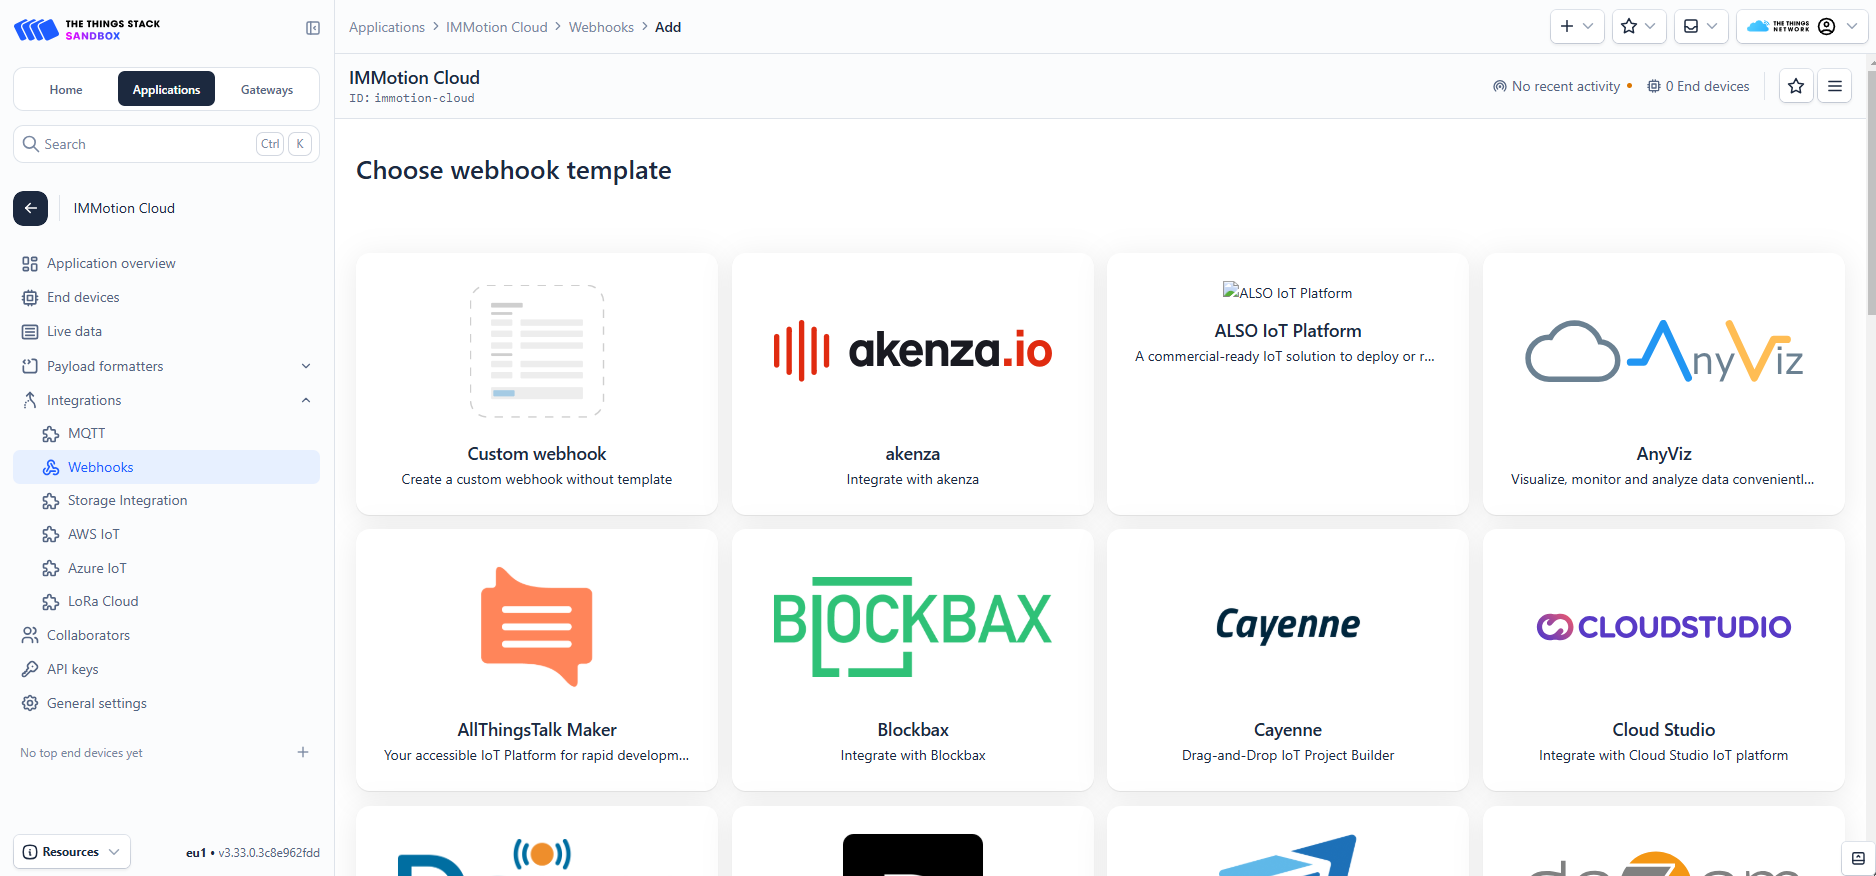 THE THINGS STACK
SANDBOX
Home
Applications
Gateways
Search
Ctrl
K
IMMotion Cloud
Application overview
End devices
Live data
Payload formatters
Integrations
MQTT
Webhooks
Storage Integration
AWS IoT
Azure IoT
LoRa Cloud
Collaborators
API keys
General settings
No top end devices yet
Resources
eu1 • v3.33.0.3c8e962fdd
Applications > IMMotion Cloud > Webhooks > Add
THE THINGS
NETWORK
IMMotion Cloud
ID: immotion-cloud
No recent activity
0 End devices
Choose webhook template
Custom webhook
Create a custom webhook without template
akenza.io
akenza
Integrate with akenza
ALSO IoT Platform
ALSO IoT Platform
A commercial-ready IoT solution to deploy or r...
AnyViz
AnyViz
Visualize, monitor and analyze data convenientl...
AllThingsTalk Maker
Your accessible IoT Platform for rapid developm...
BLOCKBAX
Blockbax
Integrate with Blockbax
Cayenne
Cayenne
Drag-and-Drop IoT Project Builder
CLOUDSTUDIO
Cloud Studio
Integrate with Cloud Studio IoT platform